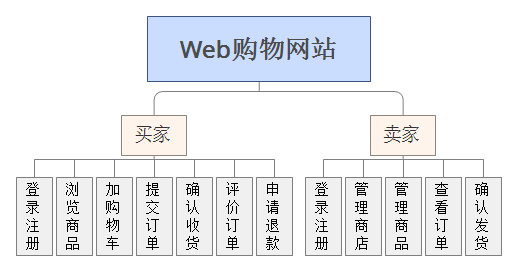 Web购物网站
买家
卖家
登录注册
浏览商品
加购物车
提交订单
确认收货
评价订单
申请退款
登录注册
管理商店
管理商品
查看订单
确认发货